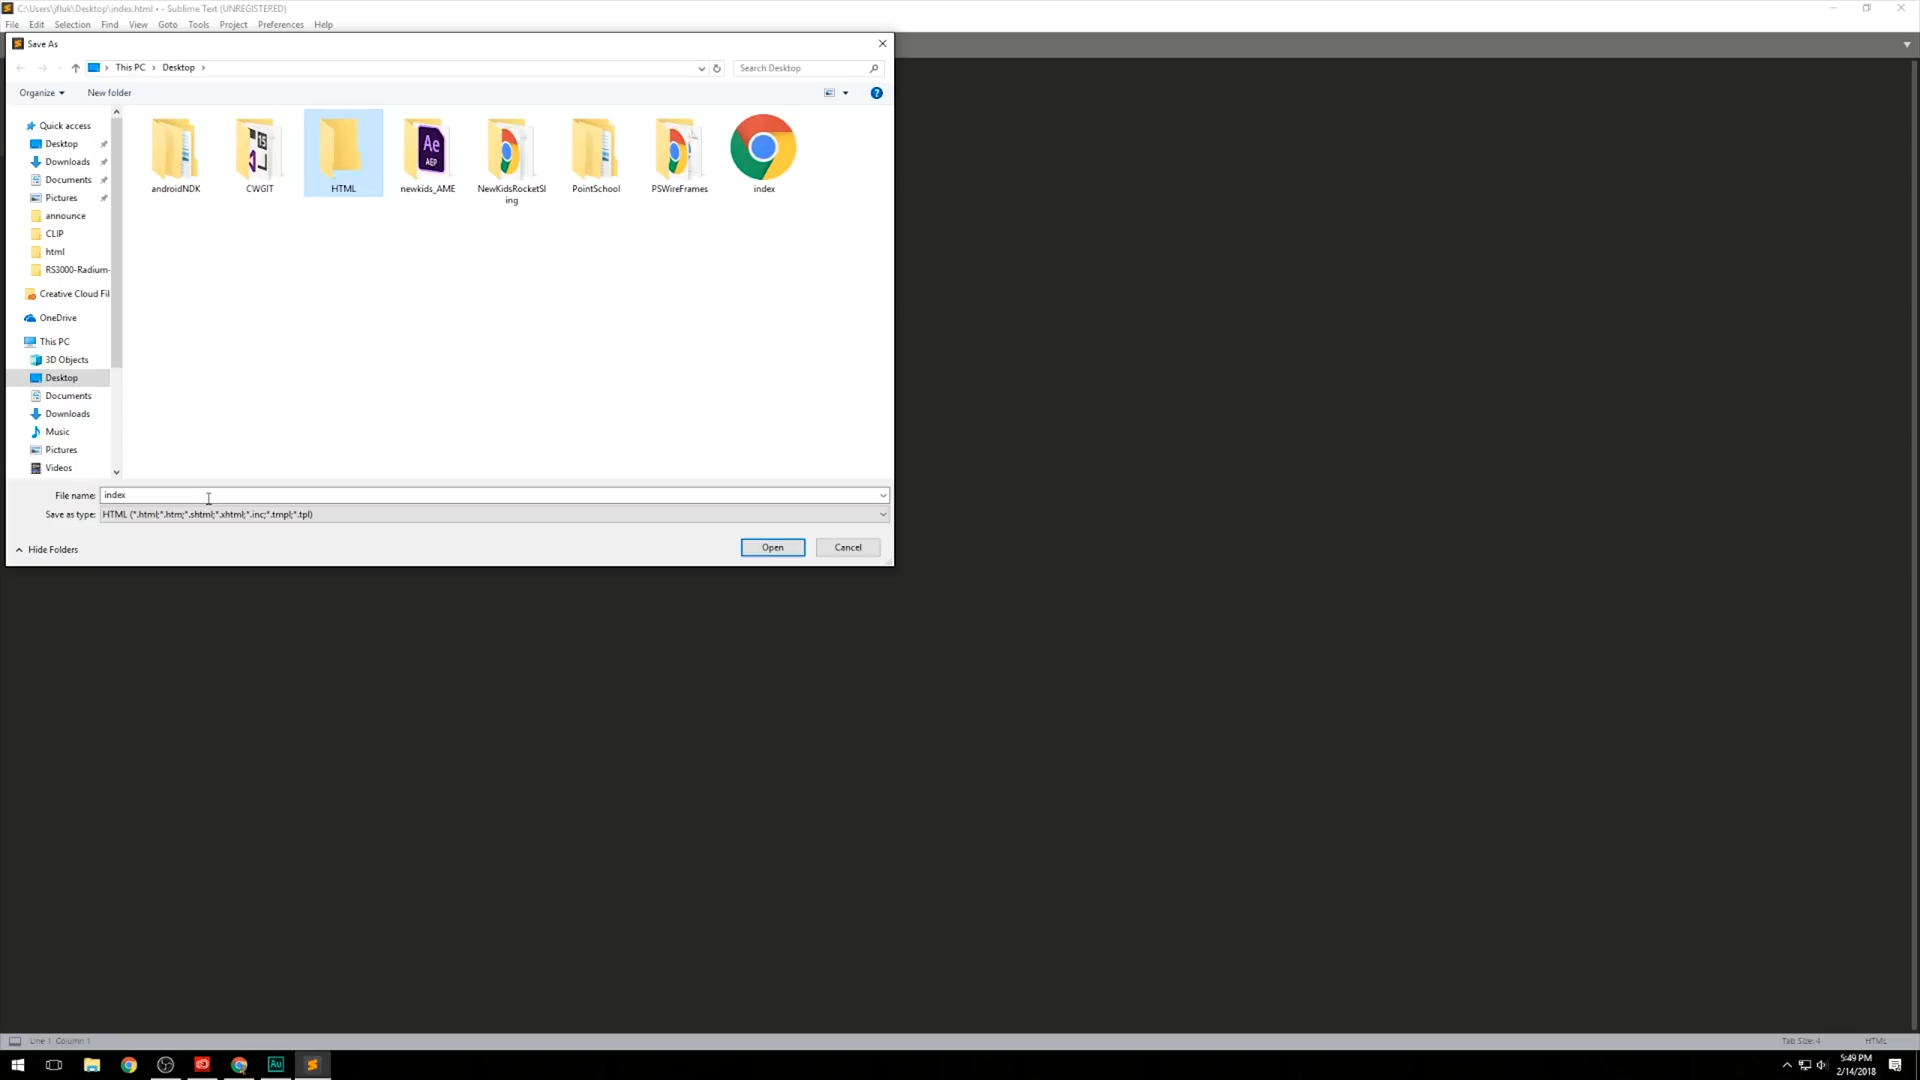 C:\Users\jfluk\Desktop\index.html • - Sublime Text (UNREGISTERED)
File Edit Selection Find View Goto Tools Project Preferences Help
Save As
This PC > Desktop >
Search Desktop
Organize
New folder
Quick access
Desktop
Downloads
Documents
Pictures
announce
CLIP
html
RS3000-Radium-
Creative Cloud Fil
OneDrive
This PC
3D Objects
Desktop
Documents
Downloads
Music
Pictures
Videos
androidNDK
CWGIT
HTML
Ae
AEP
newkids_AME
NewKidsRocketSl
ing
PointSchool
PSWireFrames
index
File name: index
Save as type: HTML (*.html;*.htm;*.shtml;*.xhtml;*.inc;*.tmpl;*.tpl)
Hide Folders
Open
Cancel
Line 1, Column 1
Tab Size: 4
HTML
Au
5:49 PM
2/14/2018